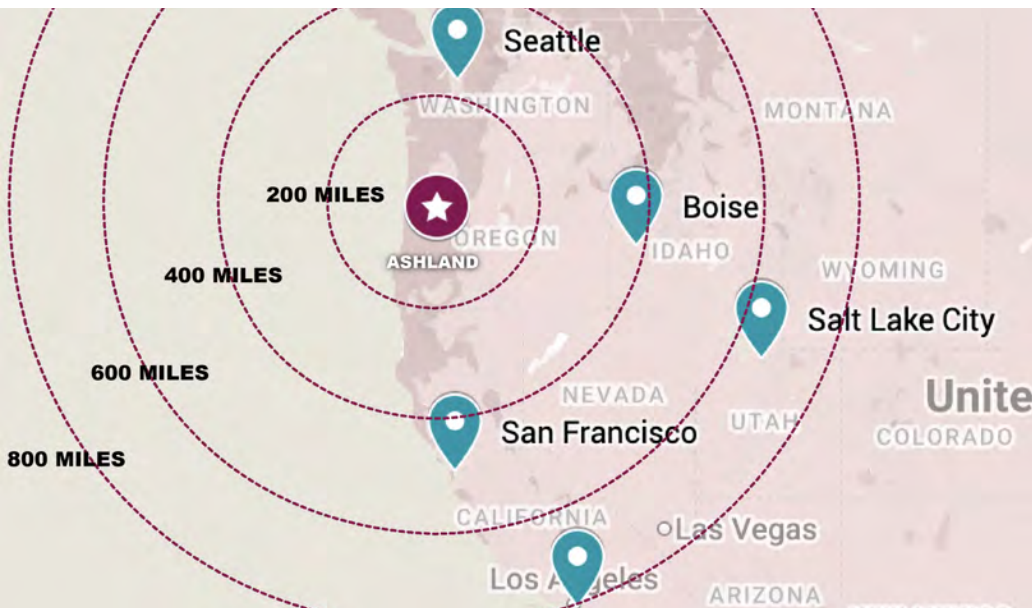 Seattle
WASHINGTON
MONTANA
200 MILES
Boise
OREGON
IDAHO
ASHLAND
WYOMING
400 MILES
Salt Lake City
600 MILES
NEVADA
Unite
UTAH
San Francisco
COLORADO
800 MILES
CALIFORNIA
Las Vegas
Los Angeles
ARIZONA